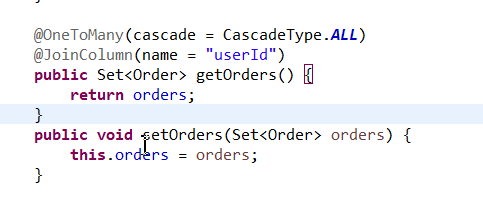 }
@OneToMany(cascade = CascadeType.ALL)
@JoinColumn(name = "userId")
public Set<Order> getOrders() {
return orders;
}
public void setOrders(Set<Order> orders) {
this.orders = orders;
}